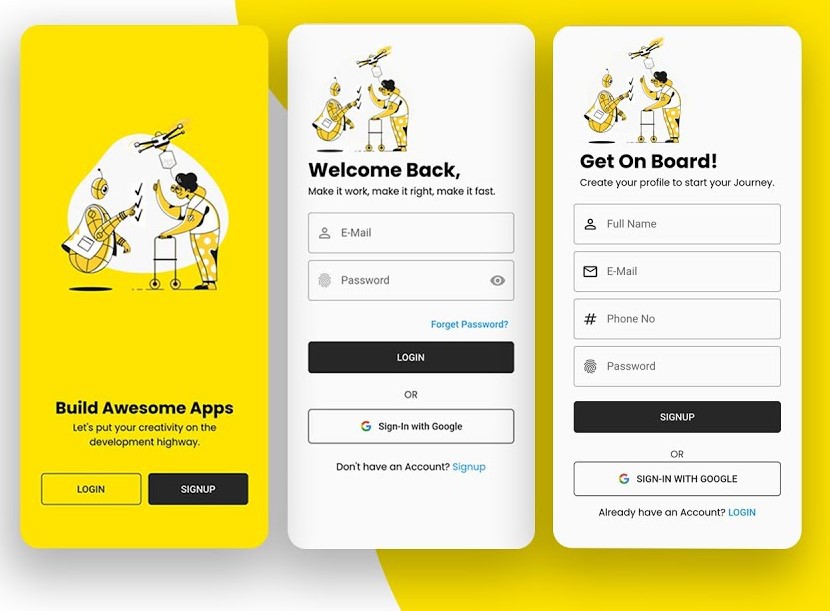 Build Awesome Apps
Let's put your creativity on the
development highway.
LOGIN
SIGNUP
Welcome Back,
Make it work, make it right, make it fast.
E-Mail
Password
Forget Password?
LOGIN
OR
Sign-In with Google
Don't have an Account? Signup
Get On Board!
Create your profile to start your Journey.
Full Name
E-Mail
# Phone No
Password
SIGNUP
OR
SIGN-IN WITH GOOGLE
Already have an Account? LOGIN